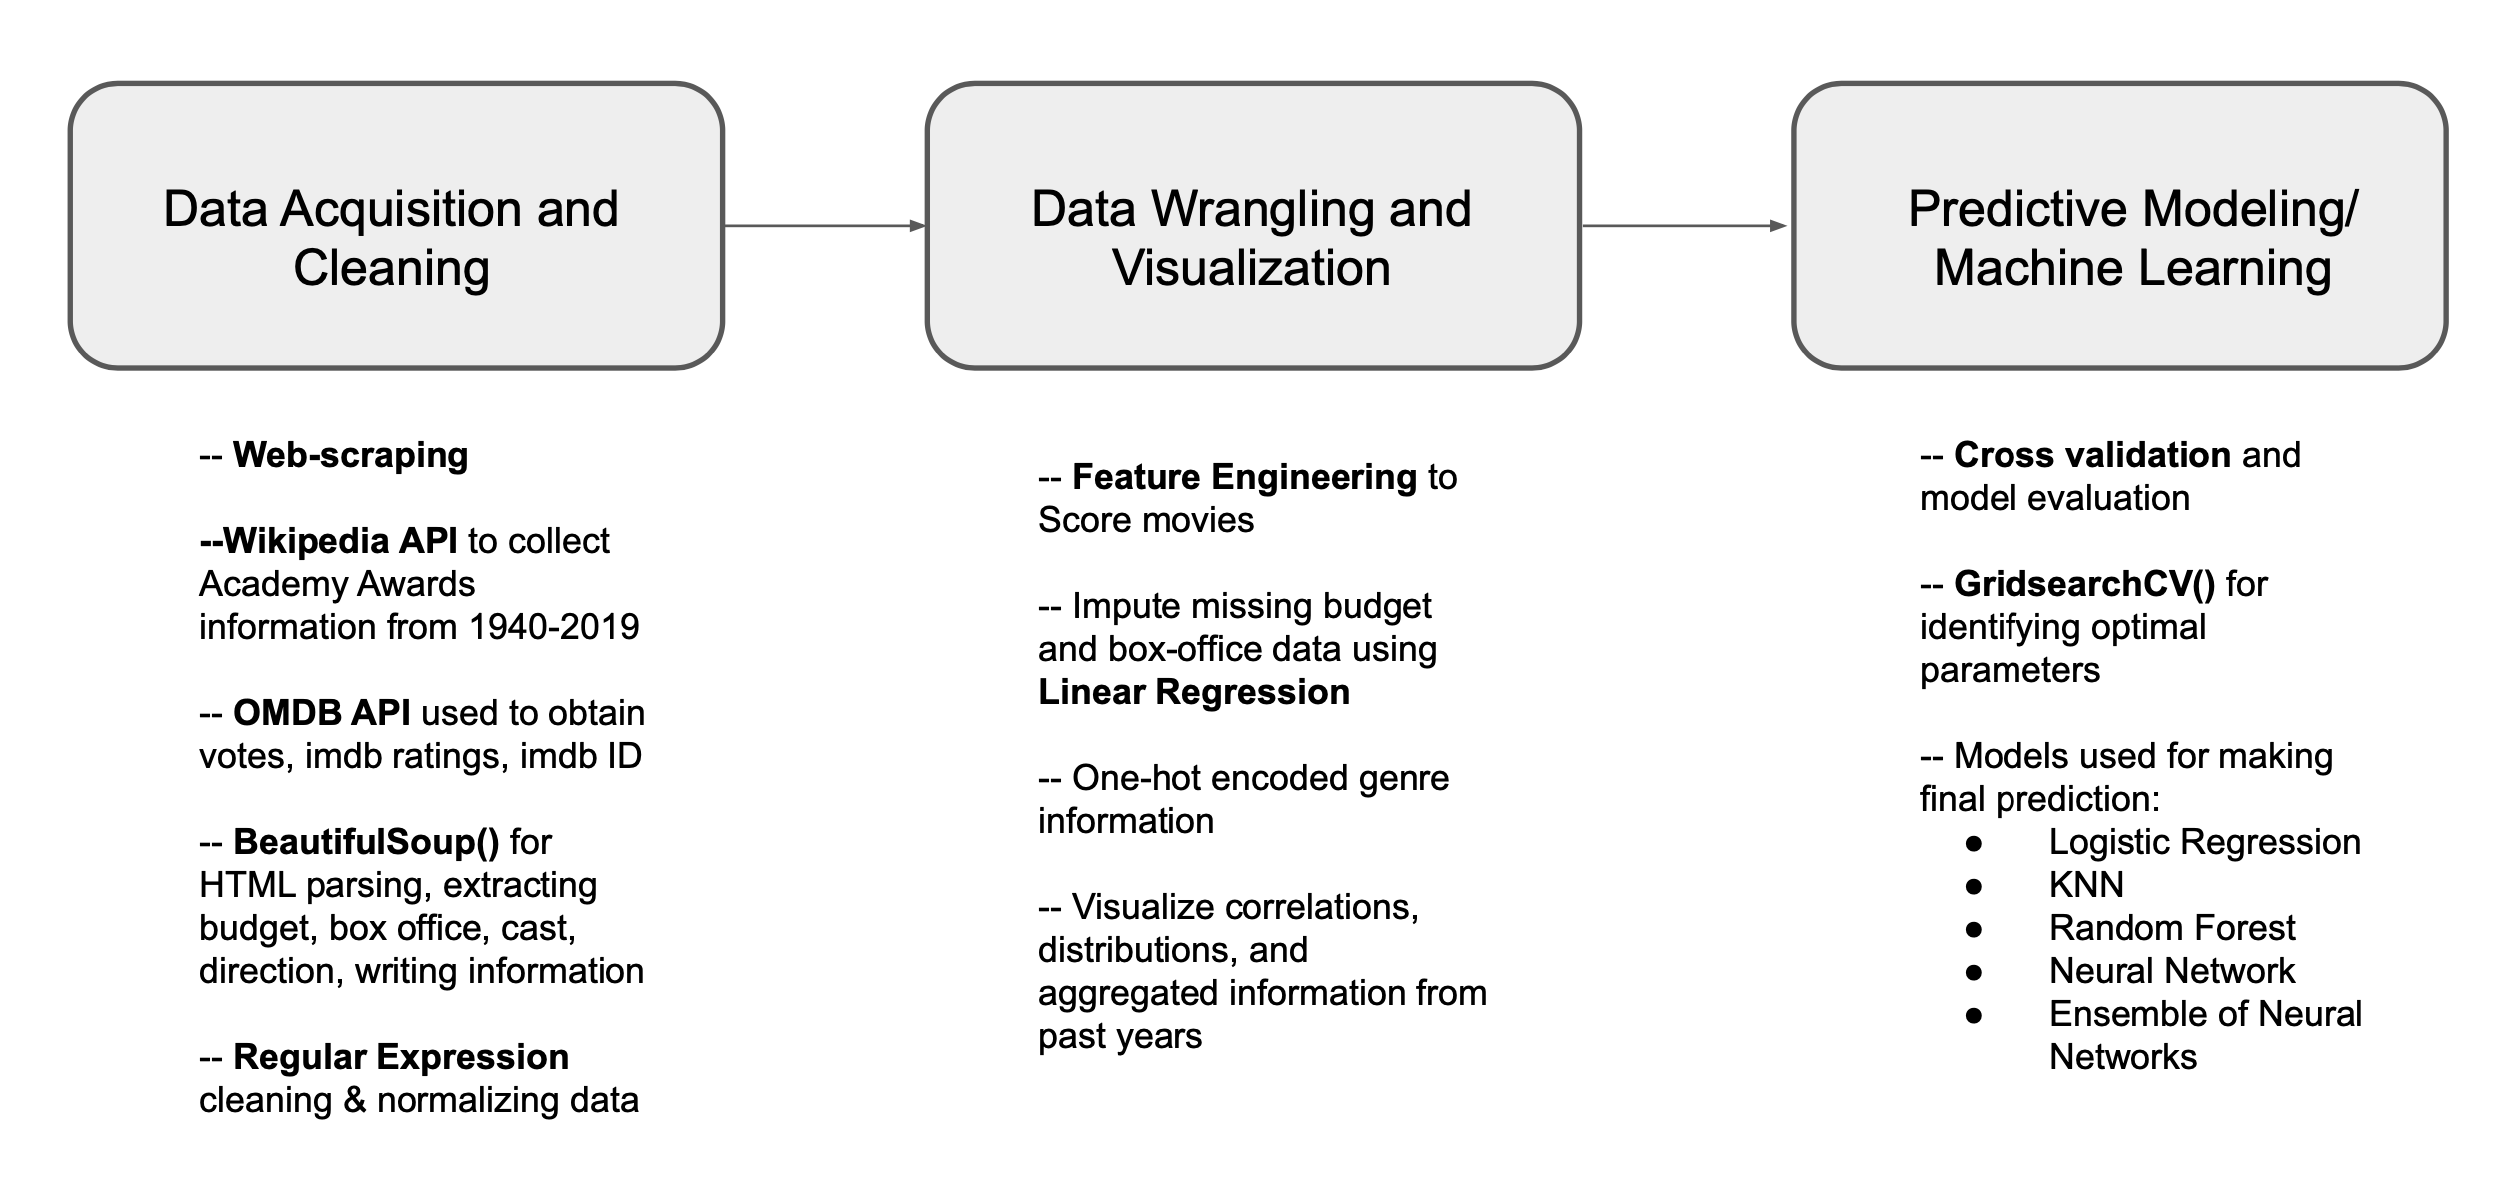 Data Acquisition and
Cleaning
Data Wrangling and
Visualization
Predictive Modeling/
Machine Learning
-- Web-scraping
--Wikipedia API to collect
Academy Awards
information from 1940-2019
-- OMDB API used to obtain
votes, imdb ratings, imdb ID
-- BeautifulSoup() for
HTML parsing, extracting
budget, box office, cast,
direction, writing information
-- Regular Expression
cleaning & normalizing data
-- Feature Engineering to
Score movies
-- Impute missing budget
and box-office data using
Linear Regression
-- One-hot encoded genre
information
-- Visualize correlations,
distributions, and
aggregated information from
past years
-- Cross validation and
model evaluation
-- GridsearchCV() for
identifying optimal
parameters
-- Models used for making
final prediction:
● Logistic Regression
● KNN
● Random Forest
● Neural Network
● Ensemble of Neural
Networks